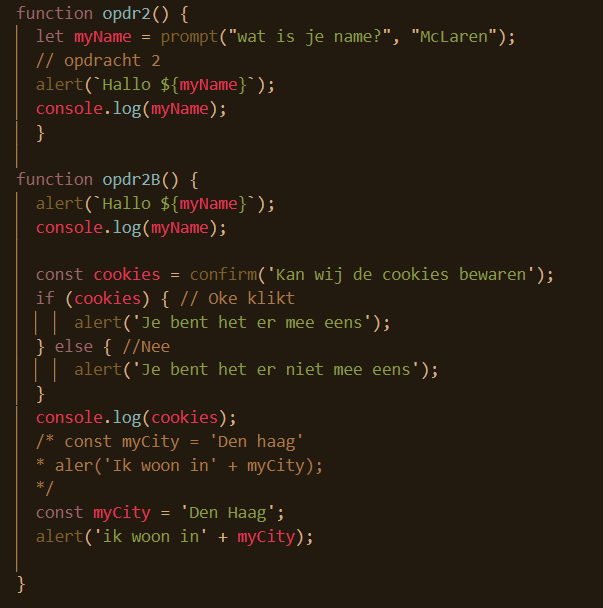 function opdr2() {
let myName = prompt("wat is je name?", "McLaren");
// opdracht 2
alert(`Hallo ${myName}`);
console.log(myName);
}
function opdr2B() {
alert(`Hallo ${myName}`);
console.log(myName);
const cookies = confirm('Kan wij de cookies bewaren');
if (cookies) { // Oke klikt
alert('Je bent het er mee eens');
} else { //Nee
alert('Je bent het er niet mee eens');
}
console.log(cookies);
/* const myCity = 'Den haag'
* aler('Ik woon in' + myCity);
*/
const myCity = 'Den Haag';
alert('ik woon in' + myCity);
}